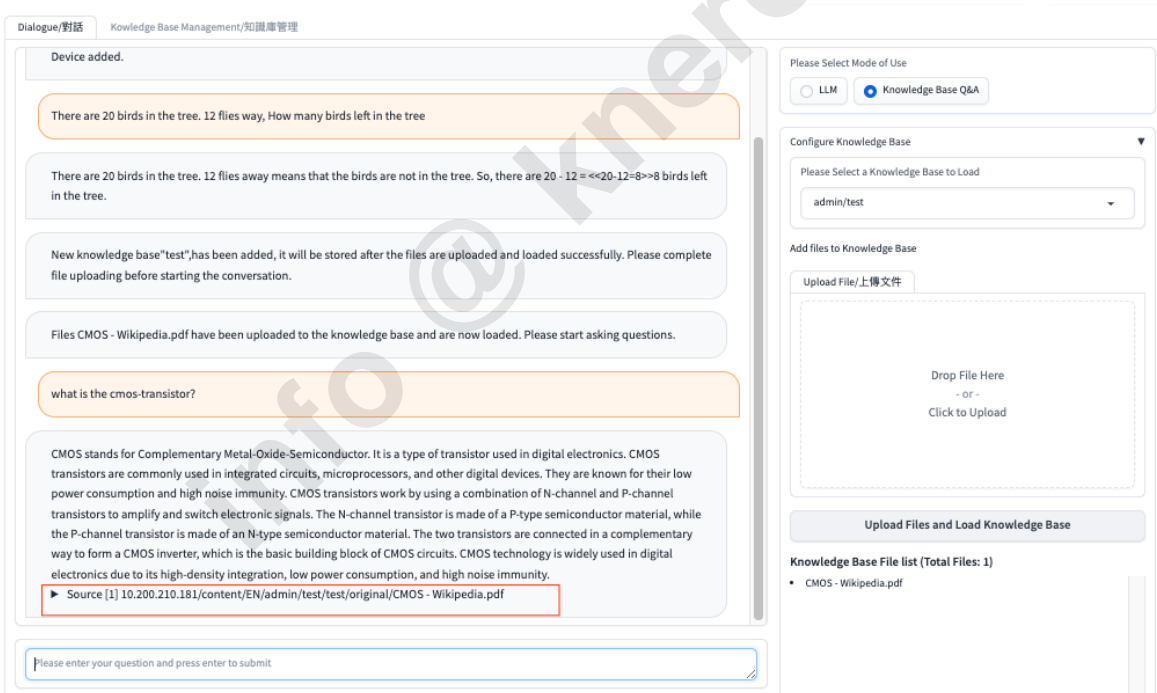 Dialogue/對話
Kowledge Base Management/知識庫管理
Device added.
There are 20 birds in the tree. 12 flies way, How many birds left in the tree
There are 20 birds in the tree. 12 flies away means that the birds are not in the tree. So, there are 20 - 12 = <<20-12=8>>8 birds left
in the tree.
New knowledge base"test",has been added, it will be stored after the files are uploaded and loaded successfully. Please complete
file uploading before starting the conversation.
Files CMOS - Wikipedia.pdf have been uploaded to the knowledge base and are now loaded. Please start asking questions.
what is the cmos-transistor?
CMOS stands for Complementary Metal-Oxide-Semiconductor. It is a type of transistor used in digital electronics. CMOS
transistors are commonly used in integrated circuits, microprocessors, and other digital devices. They are known for their low
power consumption and high noise immunity. CMOS transistors work by using a combination of N-channel and P-channel
transistors to amplify and switch electronic signals. The N-channel transistor is made of a P-type semiconductor material, while
the P-channel transistor is made of an N-type semiconductor material. The two transistors are connected in a complementary
way to form a CMOS inverter, which is the basic building block of CMOS circuits. CMOS technology is widely used in digital
electronics due to its high-density integration, low power consumption, and high noise immunity.
Source [1] 10.200.210.181/content/EN/admin/test/test/original/CMOS - Wikipedia.pdf
Please enter your question and press enter to submit
Please Select Mode of Use
LLM
Knowledge Base Q&A
Configure Knowledge Base
Please Select a Knowledge Base to Load
admin/test
Add files to Knowledge Base
Upload File/上傳文件
Drop File Here
- or -
Click to Upload
Upload Files and Load Knowledge Base
Knowledge Base File list (Total Files: 1)
CMOS - Wikipedia.pdf
info @ kner